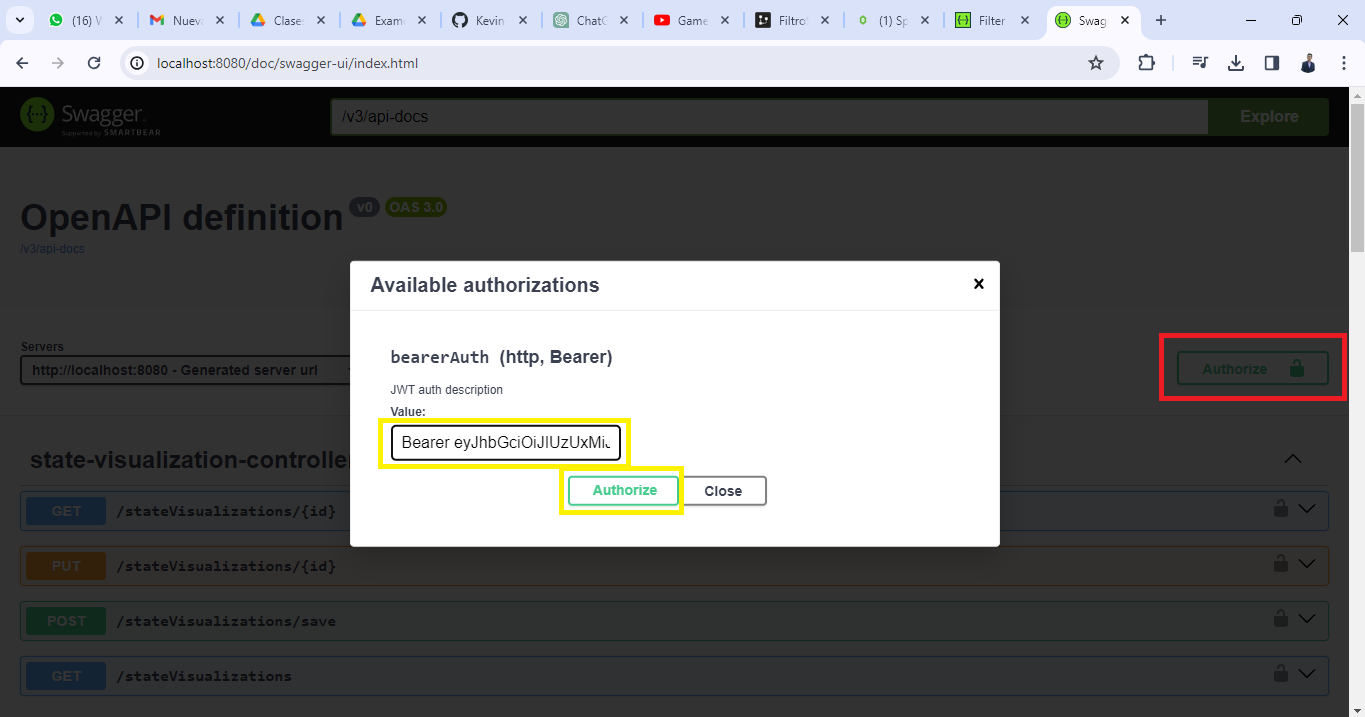 (16) W
Nueva
Clase
Exame
Kevin
ChatG
Game
Filtro
(1) Sp
Filter
Swag
localhost:8080/doc/swagger-ui/index.html
Swagger.
Supported by SMARTBEAR
/v3/api-docs
Explore
OpenAPI definition v0 OAS 3.0
/v3/api-docs
Available authorizations
bearerAuth (http, Bearer)
JWT auth description
Value:
Bearer eyJhbGciOiJIUzUxMiJ
Authorize
Close
Servers
http://localhost:8080 - Generated server url
Authorize
state-visualization-controller
GET /stateVisualizations/{id}
PUT /stateVisualizations/{id}
POST /stateVisualizations/save
GET /stateVisualizations